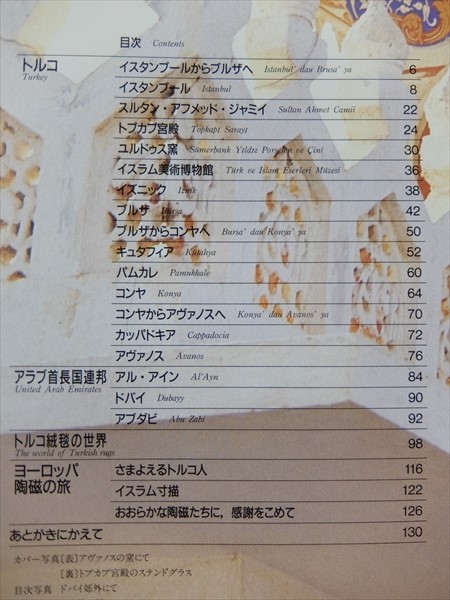 目次 Contents
トルコ イスタンブールからブルザへ Istanbul' dau Brusa' ya 6
Turkey
イスタンブール Istanbul 8
スルタン・アフメッド・ジャミイ Sultan Ahmet Camii 22
トプカプ宮殿 Topkapı Sarayt 24
ユルドゥス窯 Sümerbank Yıldız Porselen ve Çini 30
イスラム美術博物館 Türk ve Islam Eserleri Müzesi 36
イズニック Iznik 38
ブルザ Bursa 42
ブルザからコンヤへ Bursa' dau Konya' ya 50
キュタフィア Kütahya 52
パムカレ Pamukkale 60
コンヤ Konya 64
コンヤからアヴァノスへ Konya' dau Avanos' ya 70
カッパドキア Cappadocia 72
アヴァノス Avanos 76
アラブ首長国連邦 アル・アイン Al'Ayn 84
United Arab Emirates
ドバイ Dubayy 90
アブダビ Abu Zabi 92
トルコ絨毯の世界 98
The world of Turkish rugs
ヨーロッパ さまよえるトルコ人 116
陶磁の旅
イスラム寸描 122
おおらかな陶磁たちに,感謝をこめて 126
あとがきにかえて 130
カバー写真〔表〕アヴァノスの窯にて
〔裏〕トプカプ宮殿のステンドグラス
目次写真 ドバイ郊外にて